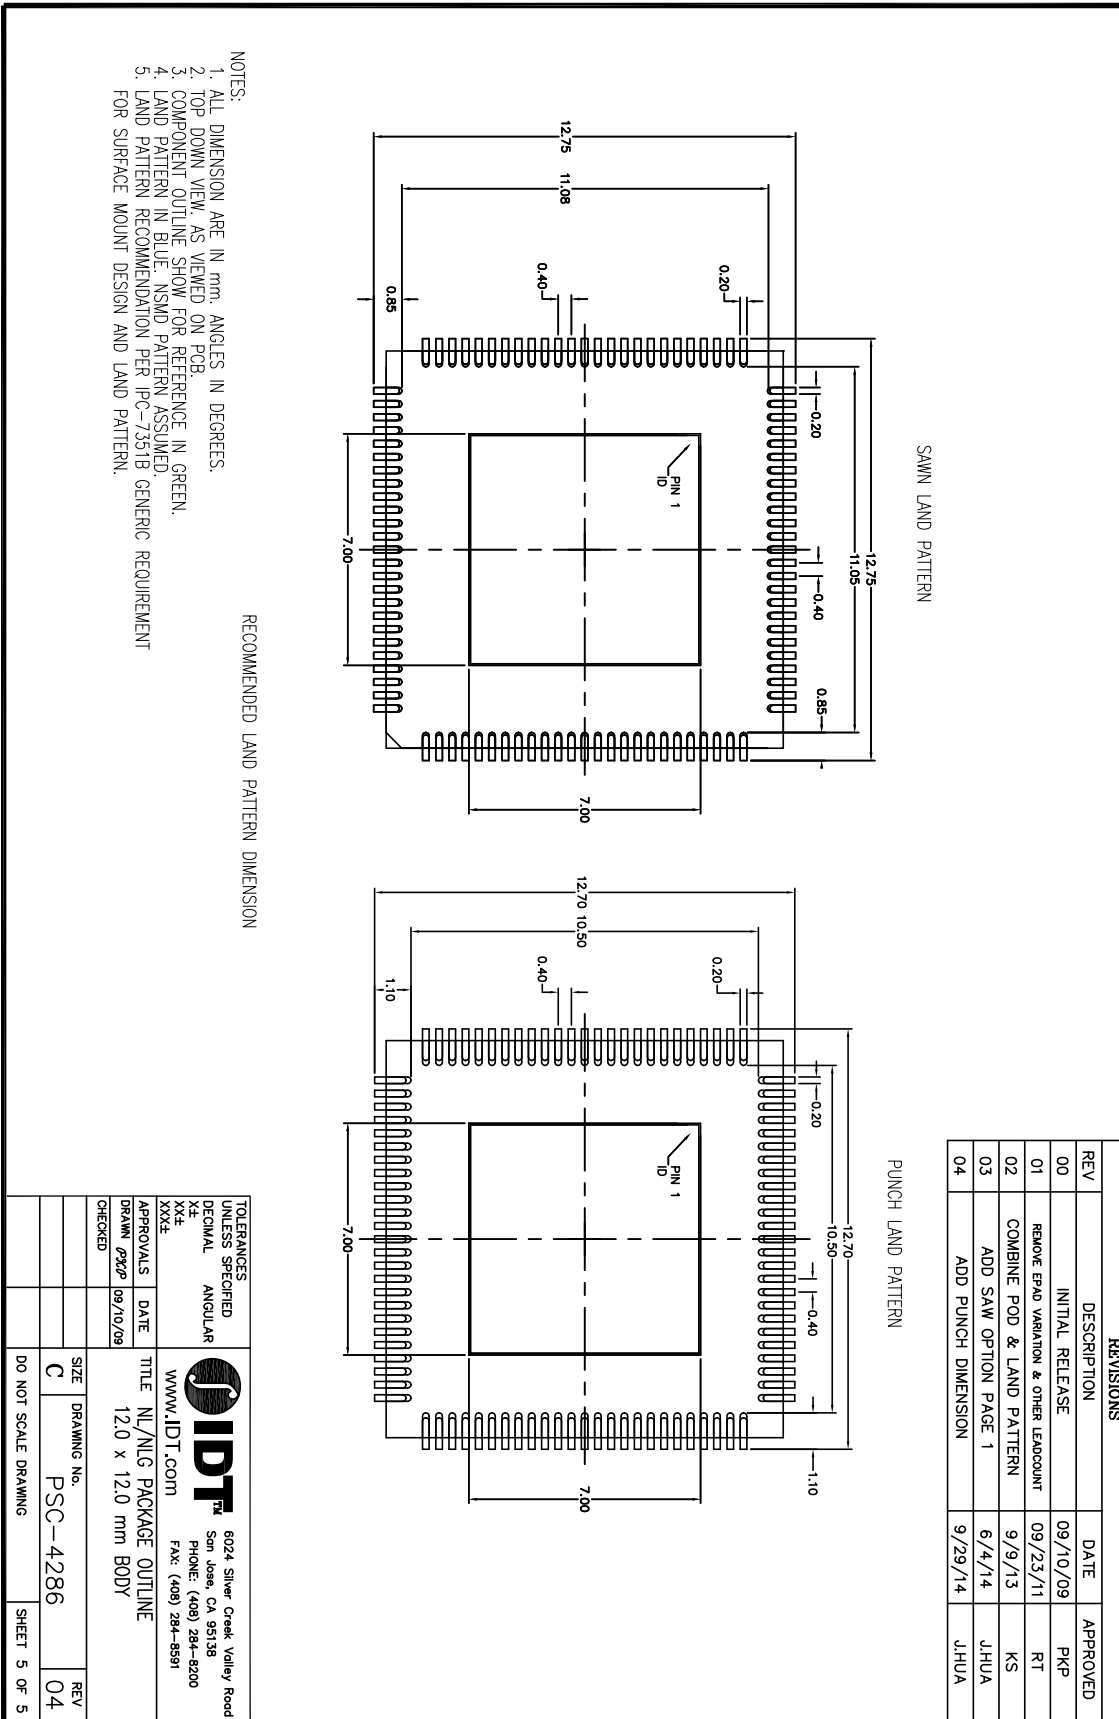 REVISIONS
REV DESCRIPTION DATE APPROVED
00 INITIAL RELEASE 09/10/09 PKP
01 REMOVE EPAD VARIATION & OTHER LEADCOUNT 09/23/11 RT
02 COMBINE POD & LAND PATTERN 9/9/13 KS
03 ADD SAW OPTION PAGE 1 6/4/14 J.HUA
04 ADD PUNCH DIMENSION 9/29/14 J.HUA
SAWN LAND PATTERN
12.75
11.05
0.20
0.40
0.85
12.75
11.08
0.20
0.40
0.85
PIN 1
ID
7.00
7.00
PUNCH LAND PATTERN
12.70
10.50
0.20
0.40
1.10
12.70
10.50
0.20
0.40
1.10
PIN 1
ID
7.00
7.00
RECOMMENDED LAND PATTERN DIMENSION
NOTES:
1. ALL DIMENSION ARE IN mm. ANGLES IN DEGREES.
2. TOP DOWN VIEW. AS VIEWED ON PCB.
3. COMPONENT OUTLINE SHOW FOR REFERENCE IN GREEN.
4. LAND PATTERN IN BLUE. NSMD PATTERN ASSUMED.
5. LAND PATTERN RECOMMENDATION PER IPC-7351B GENERIC REQUIREMENT
FOR SURFACE MOUNT DESIGN AND LAND PATTERN.
TOLERANCES
UNLESS SPECIFIED
DECIMAL ANGULAR
X±
XX±
XXX±
APPROVALS DATE
DRAWN 09/10/09
CHECKED
IDT™
www.IDT.com
6024 Silver Creek Valley Road
San Jose, CA 95138
PHONE: (408) 284-8200
FAX: (408) 284-8591
TITLE NL/NLG PACKAGE OUTLINE
12.0 x 12.0 mm BODY
SIZE DRAWING No. REV
C PSC-4286 04
DO NOT SCALE DRAWING SHEET 5 OF 5